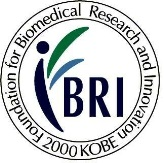 Foundation for Biomedical Research and Innovation
BRI
2000 KOBE